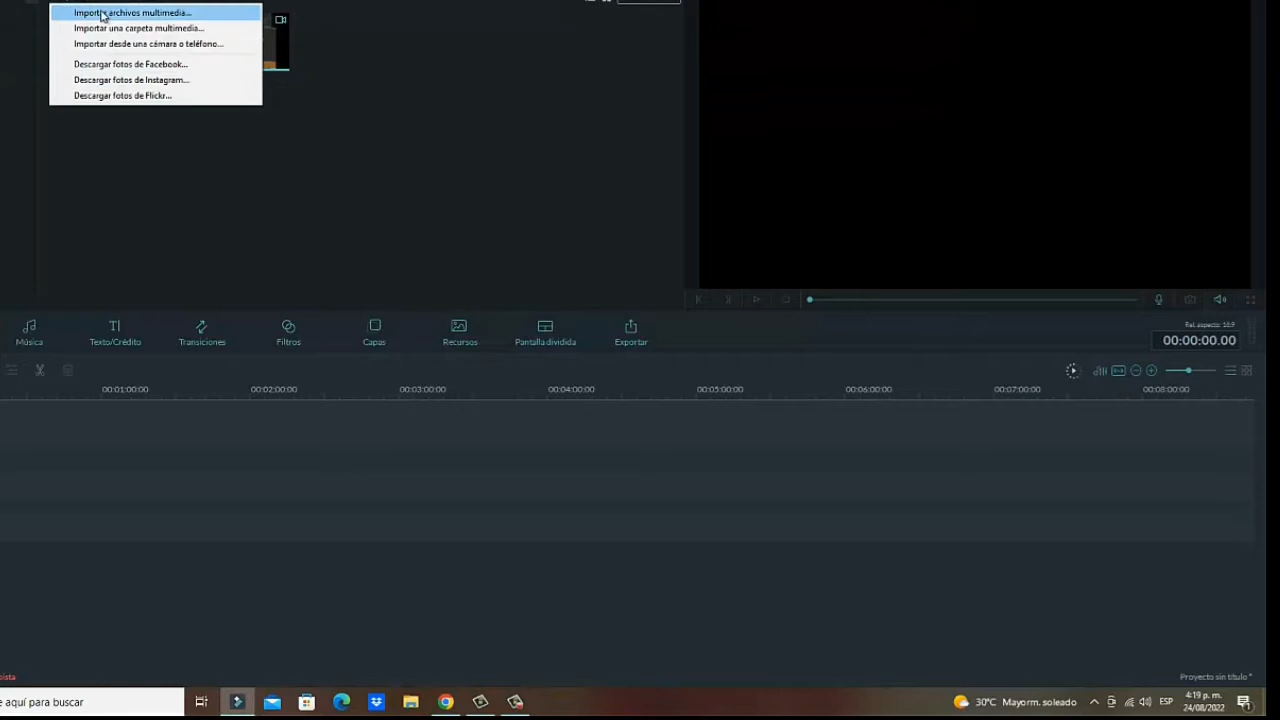 Importar archivos multimedia...
Importar una carpeta multimedia...
Importar desde una cámara o teléfono...
Descargar fotos de Facebook...
Descargar fotos de Instagram...
Descargar fotos de Flickr...
Música
Texto/Crédito
Transiciones
Filtros
Capas
Recursos
Pantalla dividida
Exportar
Rel. aspecto: 16:9
00:00:00.00
00:01:00:00
00:02:00:00
00:03:00:00
00:04:00:00
00:05:00:00
00:06:00:00
00:07:00:00
00:08:00:00
Proyecto sin título *
aquí para buscar
30°C Mayorm. soleado
ESP
4:19 p. m.
24/08/2022